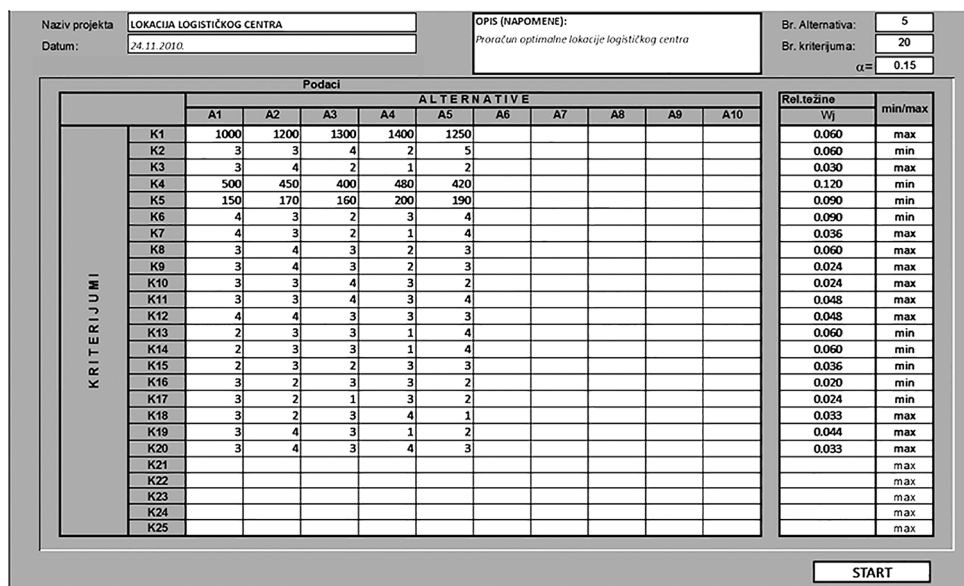 Naziv projekta LOKACIJA LOGISTIČKOG CENTRA
Datum: 24.11.2010.
OPIS (NAPOMENE):
Proračun optimalne lokacije logističkog centra
Br. Alternativa: 5
Br. kriterijuma: 20
α= 0.15
Podaci
ALTERNATIVE Rel.težine min/max
A1 A2 A3 A4 A5 A6 A7 A8 A9 A10 Wj
KRITERIJUMI
K1 1000 1200 1300 1400 1250 0.060 max
K2 3 3 4 2 5 0.060 min
K3 3 4 2 1 2 0.030 max
K4 500 450 400 480 420 0.120 min
K5 150 170 160 200 190 0.090 min
K6 4 3 2 3 4 0.090 min
K7 4 3 2 1 4 0.036 max
K8 3 4 3 2 3 0.060 max
K9 3 4 3 2 3 0.024 max
K10 3 3 4 3 2 0.024 max
K11 3 3 4 3 4 0.048 max
K12 4 4 3 3 3 0.048 max
K13 2 3 3 1 4 0.060 min
K14 2 3 3 1 4 0.060 min
K15 2 3 2 3 3 0.036 min
K16 3 2 3 3 2 0.020 min
K17 3 2 1 3 2 0.024 min
K18 3 2 3 4 1 0.033 max
K19 3 4 3 1 2 0.044 max
K20 3 4 3 4 3 0.033 max
K21 max
K22 max
K23 max
K24 max
K25 max
START